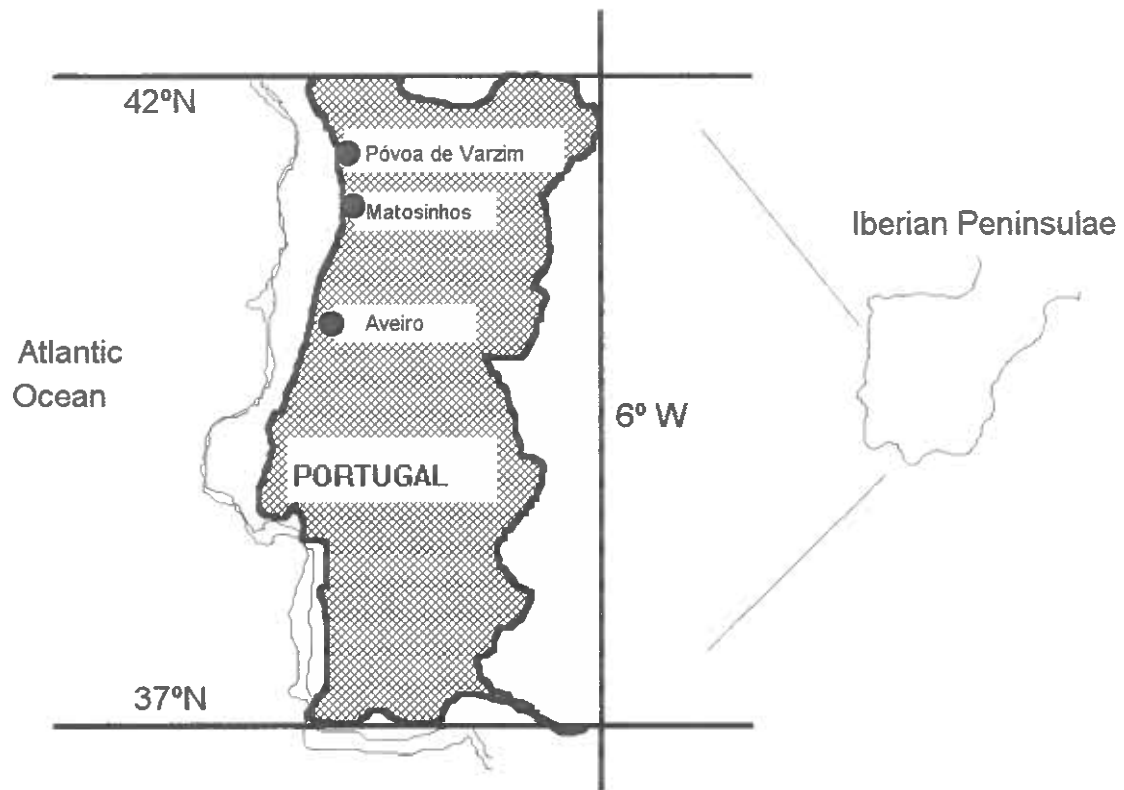 42ºN
Póvoa de Varzim
Matosinhos
Iberian Peninsulae
Aveiro
Atlantic
Ocean
6º W
PORTUGAL
37ºN